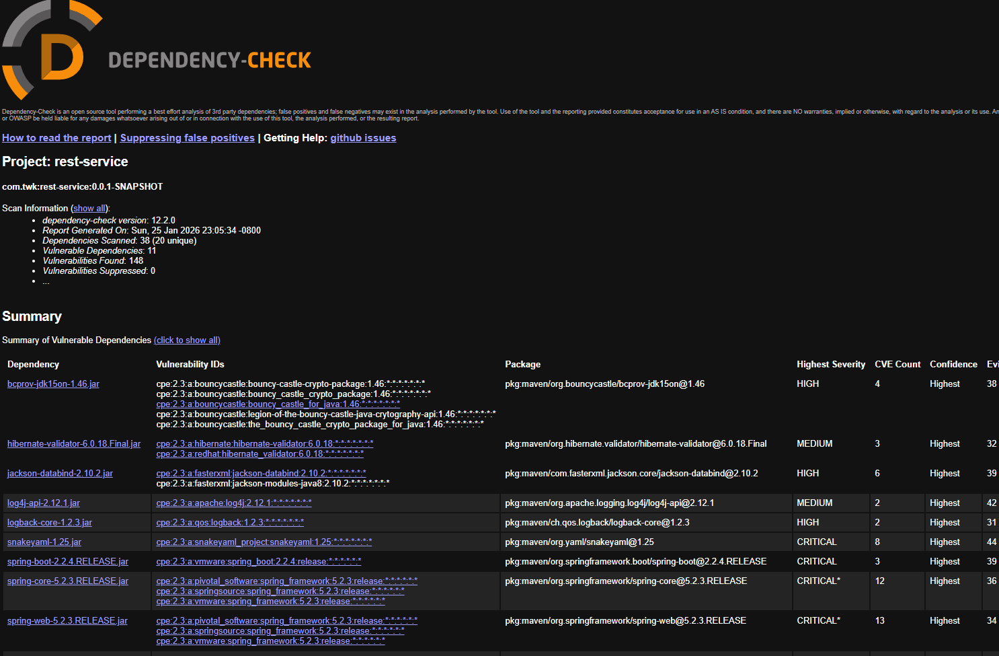 DEPENDENCY-CHECK
Dependency-Check is an open source tool performing a best effort analysis of 3rd party dependencies; false positives and false negatives may exist in the analysis performed by the tool. Use of the tool and the reporting provided constitutes acceptance for use in an AS IS condition, and there are NO warranties, implied or otherwise, with regard to the analysis or its use. An
or OWASP be held liable for any damages whatsoever arising out of or in connection with the use of this tool, the analysis performed, or the resulting report.
How to read the report | Suppressing false positives | Getting Help: github issues
Project: rest-service
com.twk:rest-service:0.0.1-SNAPSHOT
Scan Information (show all):
• dependency-check version: 12.2.0
• Report Generated On: Sun, 25 Jan 2026 23:05:34 -0800
• Dependencies Scanned: 38 (20 unique)
• Vulnerable Dependencies: 11
• Vulnerabilities Found: 148
• Vulnerabilities Suppressed: 0
• ...
Summary
Summary of Vulnerable Dependencies (click to show all)
Dependency Vulnerability IDs Package Highest Severity CVE Count Confidence Evi
bcprov-jdk15on-1.46.jar cpe:2.3:a:bouncycastle:bouncy-castle-crypto-package:1.46:*:*:*:*:*:*:* pkg:maven/org.bouncycastle/bcprov-jdk15on@1.46 HIGH 4 Highest 38
cpe:2.3:a:bouncycastle:bouncy_castle_crypto_package:1.46:*:*:*:*:*:*:*
cpe:2.3:a:bouncycastle:bouncy_castle_for_java:1.46:*:*:*:*:*:*:*
cpe:2.3:a:bouncycastle:legion-of-the-bouncy-castle-java-crytography-api:1.46:*:*:*:*:*:*:*
cpe:2.3:a:bouncycastle:the_bouncy_castle_crypto_package_for_java:1.46:*:*:*:*:*:*:*
hibernate-validator-6.0.18.Final.jar cpe:2.3:a:hibernate:hibernate-validator:6.0.18:*:*:*:*:*:*:* pkg:maven/org.hibernate.validator/hibernate-validator@6.0.18.Final MEDIUM 3 Highest 32
cpe:2.3:a:redhat:hibernate_validator:6.0.18:*:*:*:*:*:*:*
jackson-databind-2.10.2.jar cpe:2.3:a:fasterxml:jackson-databind:2.10.2:*:*:*:*:*:*:* pkg:maven/com.fasterxml.jackson.core/jackson-databind@2.10.2 HIGH 6 Highest 39
cpe:2.3:a:fasterxml:jackson-modules-java8:2.10.2:*:*:*:*:*:*:*
log4j-api-2.12.1.jar cpe:2.3:a:apache:log4j:2.12.1:*:*:*:*:*:*:* pkg:maven/org.apache.logging.log4j/log4j-api@2.12.1 MEDIUM 2 Highest 42
logback-core-1.2.3.jar cpe:2.3:a:qos:logback:1.2.3:*:*:*:*:*:*:* pkg:maven/ch.qos.logback/logback-core@1.2.3 HIGH 2 Highest 31
snakeyaml-1.25.jar cpe:2.3:a:snakeyaml_project:snakeyaml:1.25:*:*:*:*:*:*:* pkg:maven/org.yaml/snakeyaml@1.25 CRITICAL 8 Highest 44
spring-boot-2.2.4.RELEASE.jar cpe:2.3:a:vmware:spring_boot:2.2.4:release:*:*:*:*:*:* pkg:maven/org.springframework.boot/spring-boot@2.2.4.RELEASE CRITICAL 3 Highest 39
spring-core-5.2.3.RELEASE.jar cpe:2.3:a:pivotal_software:spring_framework:5.2.3:release:*:*:*:*:*:* pkg:maven/org.springframework/spring-core@5.2.3.RELEASE CRITICAL* 12 Highest 36
cpe:2.3:a:springsource:spring_framework:5.2.3:release:*:*:*:*:*:*
cpe:2.3:a:vmware:spring_framework:5.2.3:release:*:*:*:*:*:*
spring-web-5.2.3.RELEASE.jar cpe:2.3:a:pivotal_software:spring_framework:5.2.3:release:*:*:*:*:*:* pkg:maven/org.springframework/spring-web@5.2.3.RELEASE CRITICAL* 13 Highest 34
cpe:2.3:a:springsource:spring_framework:5.2.3:release:*:*:*:*:*:*
cpe:2.3:a:vmware:spring_framework:5.2.3:release:*:*:*:*:*:*